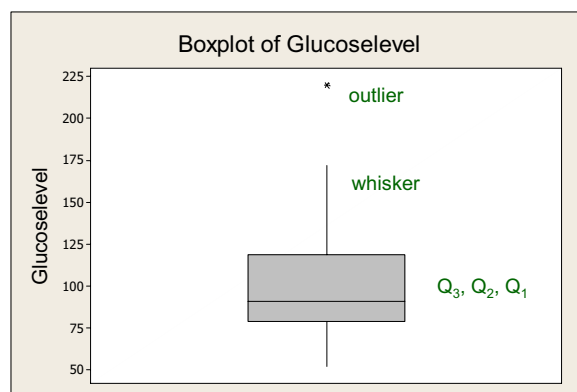 Boxplot of Glucoselevel
Glucoselevel
225
200
175
150
125
100
75
50
* outlier
whisker
Q₃, Q₂, Q₁